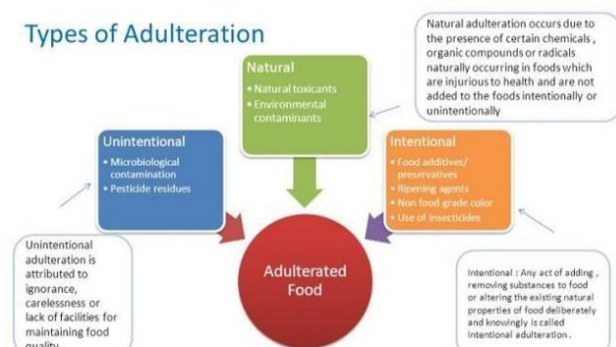 Types of Adulteration
Natural adulteration occurs due to
the presence of certain chemicals ,
organic compounds or radicals
naturally occurring in foods which
are injurious to health and are not
added to the foods intentionally or
unintentionally
Natural
• Natural toxicants
• Environmental
contaminants
Unintentional
• Microbiological
contamination
• Pesticide residues
Intentional
• Food additives/
preservatives
• Ripening agents
• Non food grade color
• Use of insecticides
Adulterated
Food
Unintentional
adulteration is
attributed to
ignorance,
carelessness or
lack of facilities for
maintaining food
quality
Intentional : Any act of adding ,
removing substances to food
or altering the existing natural
properties of food deliberately
and knowingly is called
intentional adulteration .